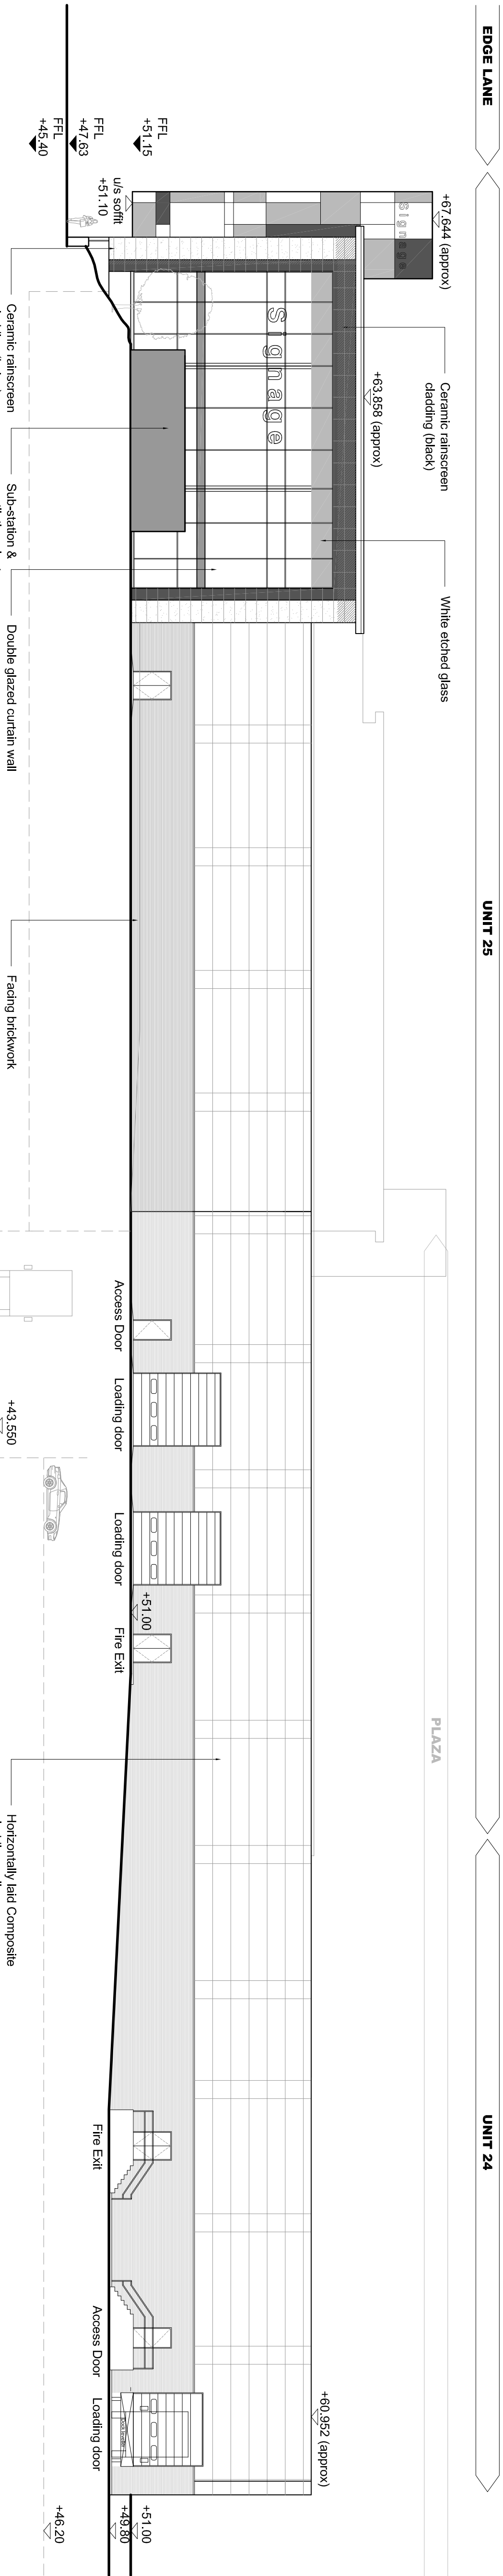 EDGE LANE
UNIT 25
UNIT 24
+67.644 (approx)
Signage
Ceramic rainscreen
cladding (black)
White etched glass
+63.858 (approx)
PLAZA
Signage
+60.952 (approx)
FFL
+51.15
u/s soffit
+51.10
FFL
+47.63
FFL
+45.40
Access Door
Loading door
Loading door
+51.00
Fire Exit
Fire Exit
Access Door
Loading door
+51.00
+49.80
+46.20
+43.550
Ceramic rainscreen
Sub-station &
Double glazed curtain wall
Facing brickwork
Horizontally laid Composite